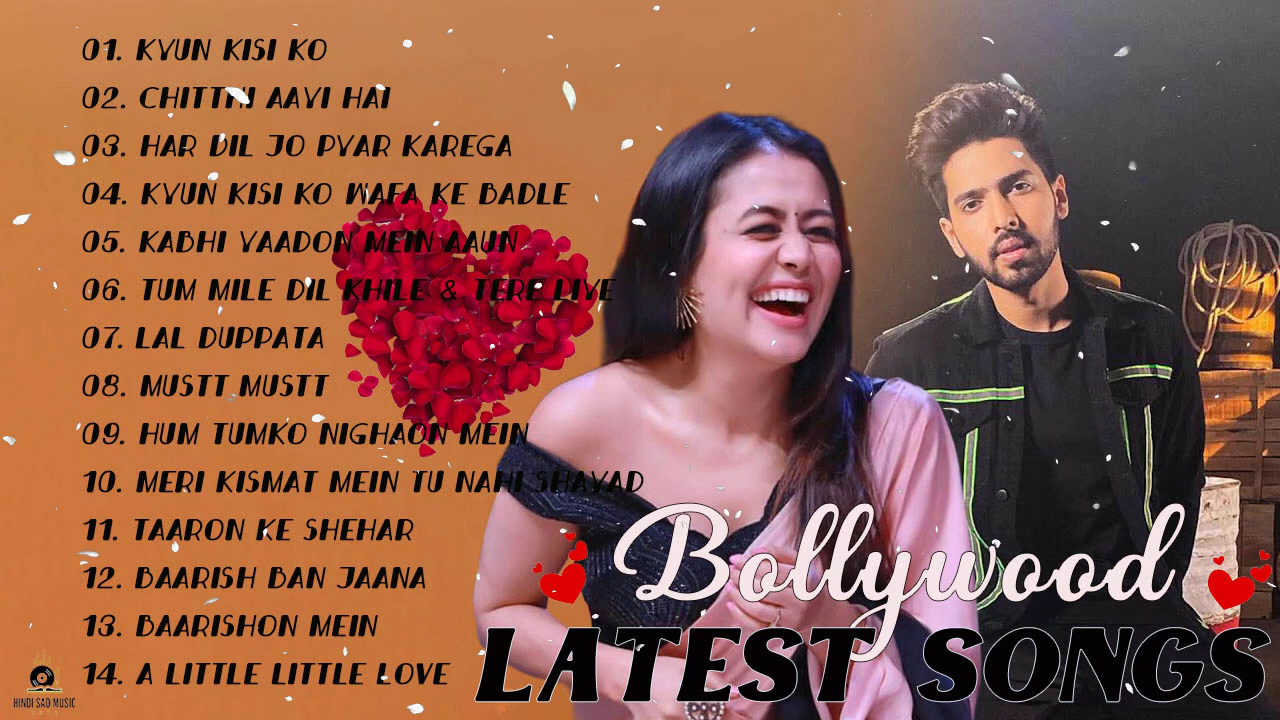 01. KYUN KISI KO
02. CHITTHI AAYI HAI
03. HAR DIL JO PYAR KAREGA
04. KYUN KISI KO WAFA KE BADLE
05. KABHI YAADON MEIN AAUN
06. TUM MILE DIL KHILE & TERE LIYE
07. LAL DUPPATA
08. MUSTT MUSTT
09. HUM TUMKO NIGHAON MEIN
10. MERI KISMAT MEIN TU NAHI SHAYAD
11. TAARON KE SHEHAR
12. BAARISH BAN JAANA
13. BAARISHON MEIN
14. A LITTLE LITTLE LOVE
Bollywood
LATEST SONGS
HINDI SAD MUSIC